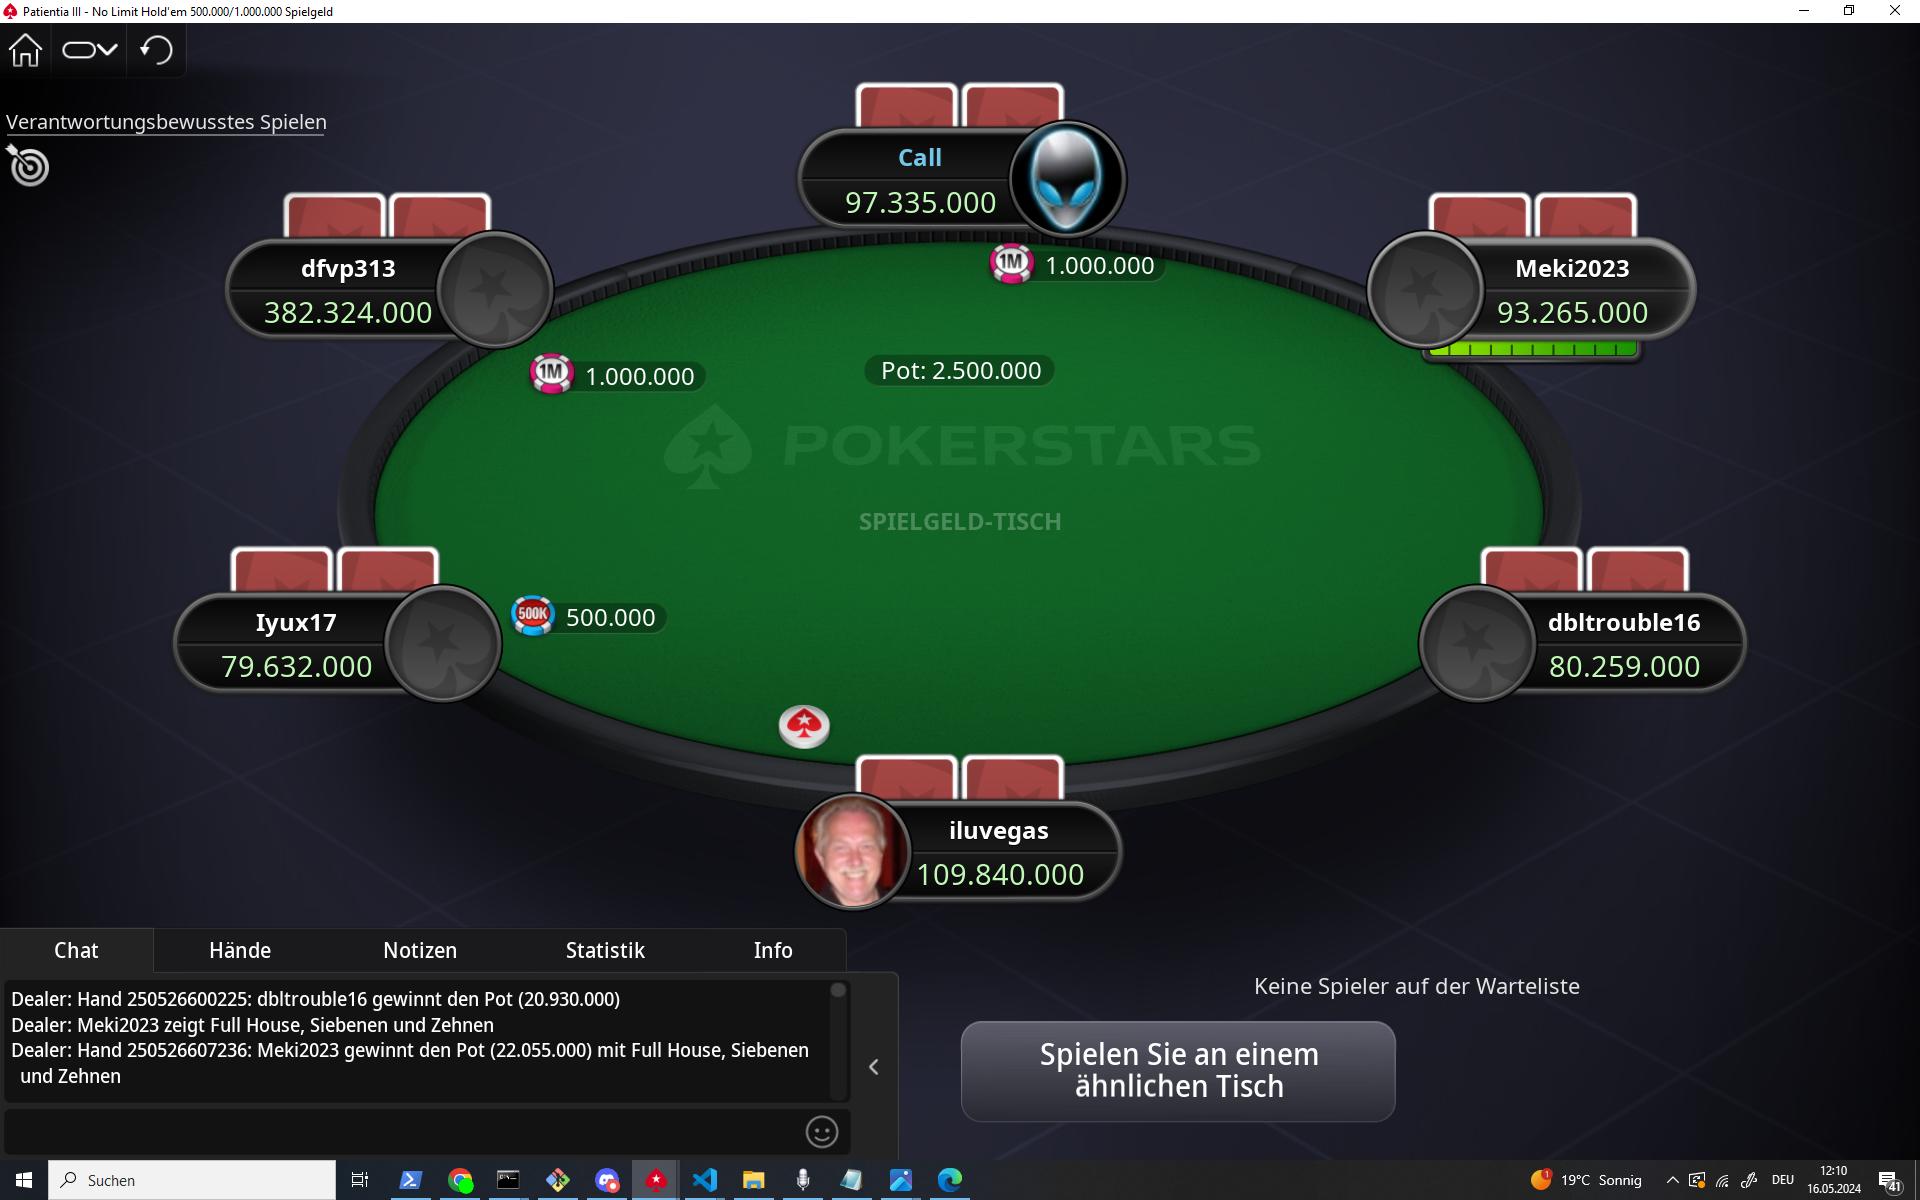 Patientia III - No Limit Hold'em 500.000/1.000.000 Spielgeld
Verantwortungsbewusstes Spielen
Call
97.335.000
dfvp313
382.324.000
Meki2023
93.265.000
1M 1.000.000
1M 1.000.000
Pot: 2.500.000
POKERSTARS
SPIELGELD-TISCH
Iyux17
79.632.000
500K 500.000
dbltrouble16
80.259.000
iluvegas
109.840.000
Chat Hände Notizen Statistik Info
Dealer: Hand 250526600225: dbltrouble16 gewinnt den Pot (20.930.000)
Dealer: Meki2023 zeigt Full House, Siebenen und Zehnen
Dealer: Hand 250526607236: Meki2023 gewinnt den Pot (22.055.000) mit Full House, Siebenen
und Zehnen
Keine Spieler auf der Warteliste
Spielen Sie an einem
ähnlichen Tisch
Suchen
1 19°C Sonnig
DEU
12:10
16.05.2024
41